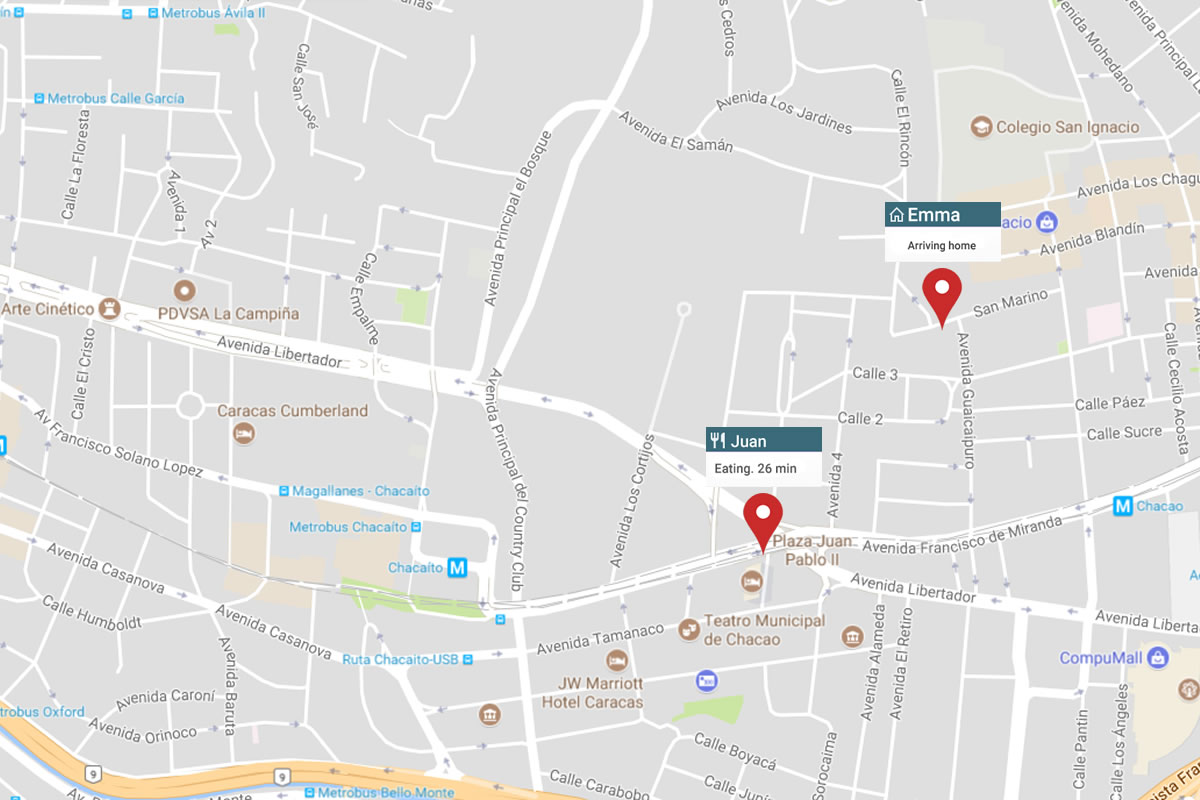 Metrobus Ávila II
Metrobus Calle García
Calle San José
Calle La Floresta
Avenida 1
Av 2
Avenida Principal el Bosque
Cedros
Avenida Los Jardines
Avenida El Samán
Calle El Rincón
Avenida Mohedano
Avenida Principal La
Colegio San Ignacio
Avenida Los Chagu
Emma
Arriving home
acio
Avenida Blandín
Avenida
San Marino
Arte Cinético
PDVSA La Campiña
Calle Empalme
Avenida Libertador
Calle El Cristo
Caracas Cumberland
Av Francisco Solano Lopez
Avenida Principal del Country Club
Calle 3
Calle 2
Avenida Guaicaipuro
Calle Páez
Calle Sucre
Calle Cecilio Acosta
Juan
Eating. 26 min
Avenida Los Cortijos
Avenida 4
Magallanes - Chacaíto
Metrobus Chacaíto
Chacaíto
M
M
Chacao
Plaza Juan
Pablo II
Avenida Francisco de Miranda
Avenida Libertador
Avenida Liberta
Avenida Casanova
Avenida Casanova
Calle Humboldt
Avenida Baruta
Avenida Caroní
Avenida Orinoco
trobus Oxford
Ruta Chacaito-USB
Avenida Tamanaco
Teatro Municipal
de Chacao
JW Marriott
Hotel Caracas
Avenida Alameda
Avenida El Retiro
CompuMall
Calle Pantin
Calle Los Ángeles
Calle Boyacá
Sorocaima
Calle Carabobo
Calle Juní
9
9
Metrobus Bello Monte